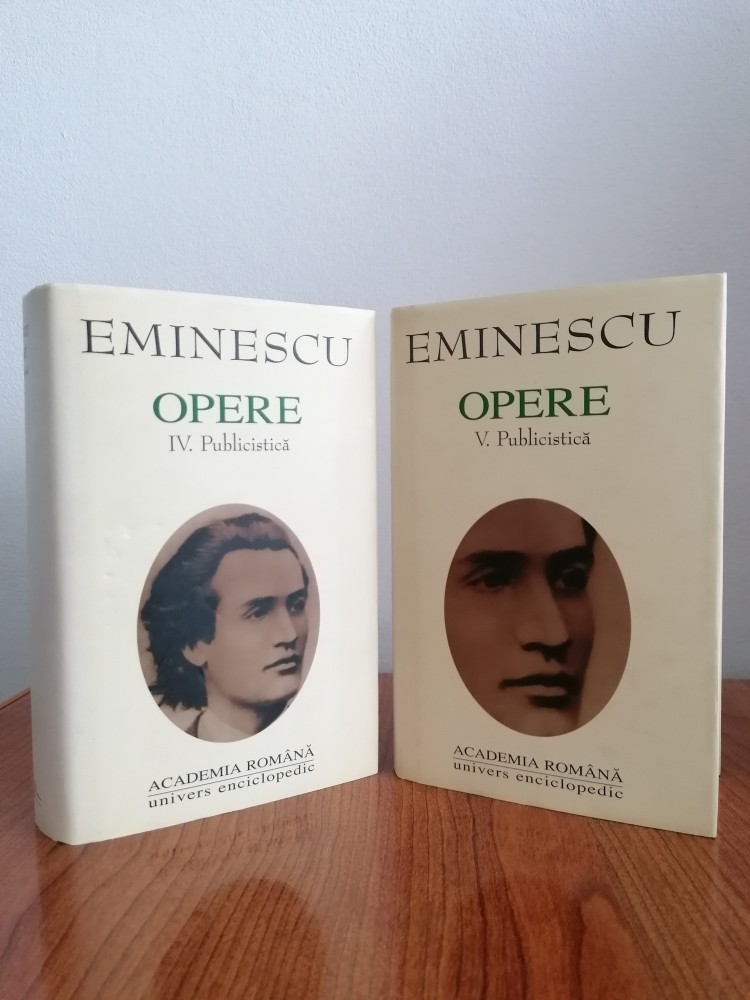 EMINESCU
OPERE
IV. Publicistică
ACADEMIA ROMÂNĂ
univers enciclopedic
EMINESCU
OPERE
V. Publicistică
ACADEMIA ROMÂNĂ
univers enciclopedic